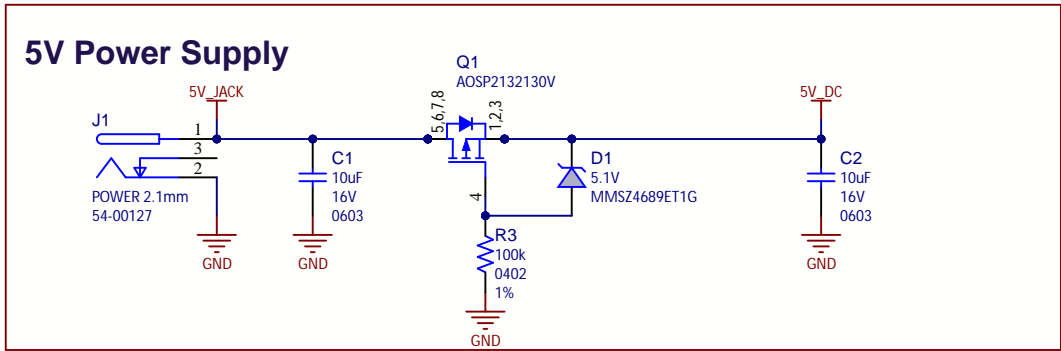 5V Power Supply
Q1
AOSP2132130V
5V_JACK
5V_DC
5,6,7,8
1,2,3
J1
1
3
2
C1
10uF
16V
0603
D1
5.1V
MMSZ4689ET1G
C2
10uF
16V
0603
POWER 2.1mm
54-00127
4
R3
100k
0402
1%
GND
GND
GND
GND